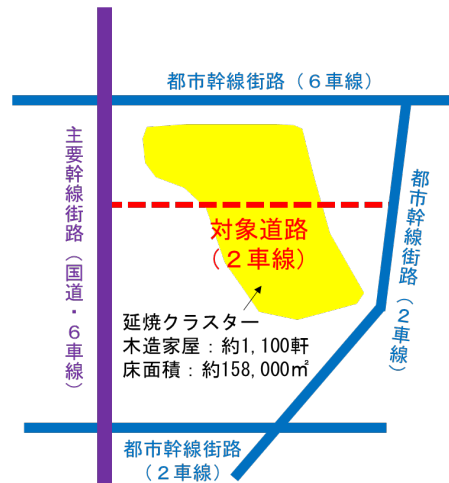 都市幹線街路（６車線）
主要幹線街路（国道・６車線）
対象道路
（２車線）
都市幹線街路（２車線）
延焼クラスター
木造家屋：約1,100軒
床面積：約158,000㎡
都市幹線街路
（２車線）